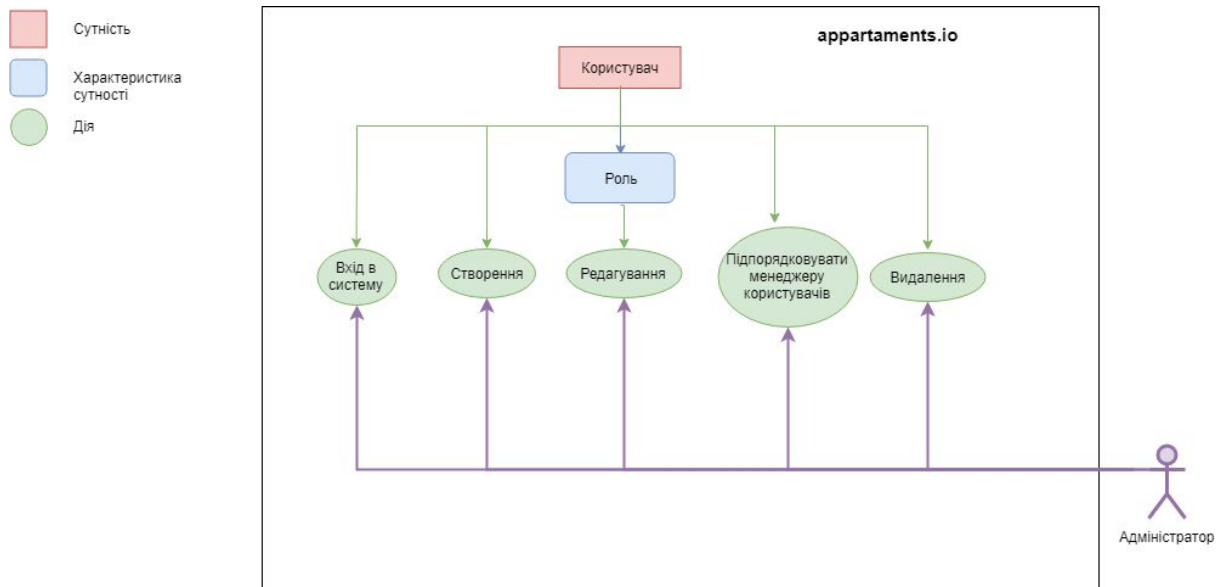 Сутність
Характеристика
сутності
Дія
appartaments.io
Користувач
Роль
Вхід в
систему
Створення
Редагування
Підпорядковувати
менеджеру
користувачів
Видалення
Адміністратор